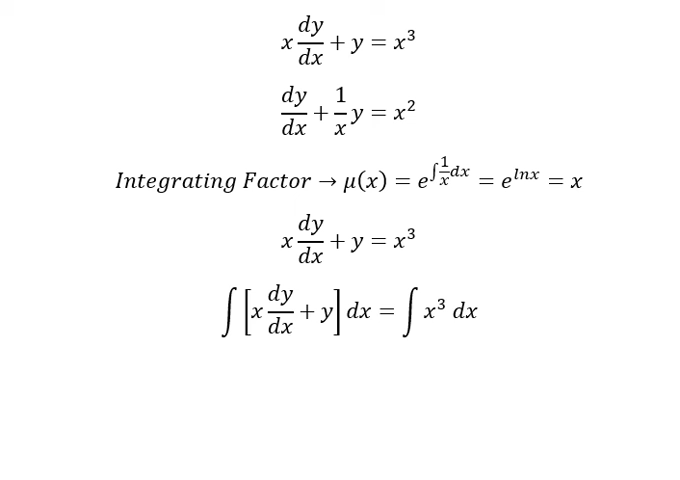 x dy/dx + y = x³
dy/dx + 1/x y = x²
Integrating Factor → μ(x) = e^(∫ 1/x dx) = e^(lnx) = x
x dy/dx + y = x³
∫ [x dy/dx + y] dx = ∫ x³ dx